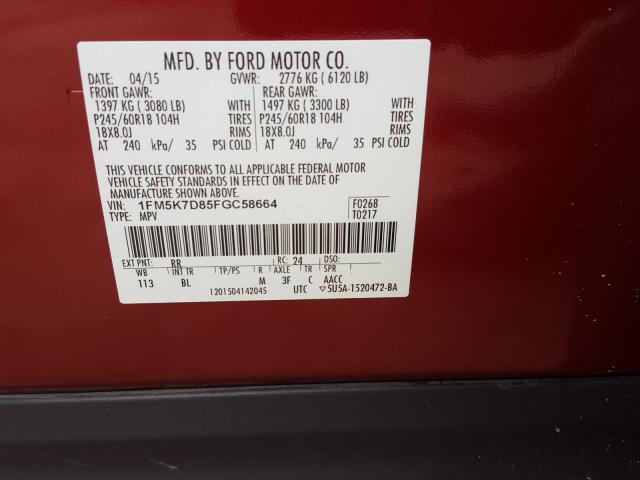 MFD. BY FORD MOTOR CO.
DATE: 04/15 GVWR: 2776 KG ( 6120 LB)
FRONT GAWR: REAR GAWR:
1397 KG ( 3080 LB) WITH 1497 KG ( 3300 LB) WITH
P245/60R18 104H TIRES P245/60R18 104H TIRES
18X8.0J RIMS 18X8.0J RIMS
AT 240 kPa/ 35 PSI COLD AT 240 kPa/ 35 PSI COLD
THIS VEHICLE CONFORMS TO ALL APPLICABLE FEDERAL MOTOR
VEHICLE SAFETY STANDARDS IN EFFECT ON THE DATE OF
MANUFACTURE SHOWN ABOVE.
VIN: 1FM5K7D85FGC58664 F0268
TYPE: MPV T0217
EXT PNT: RR RC: 24 DSO:
WB INT TR TP/PS R AXLE TR SPR
113 BL M 3F C AACC
1201504142045 UTC ▽5U5A-1520472-BA